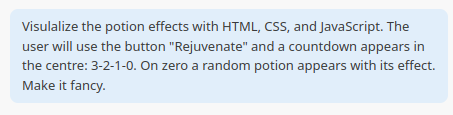 Visulalize the potion effects with HTML, CSS, and JavaScript. The
user will use the button "Rejuvenate" and a countdown appears in
the centre: 3-2-1-0. On zero a random potion appears with its effect.
Make it fancy.